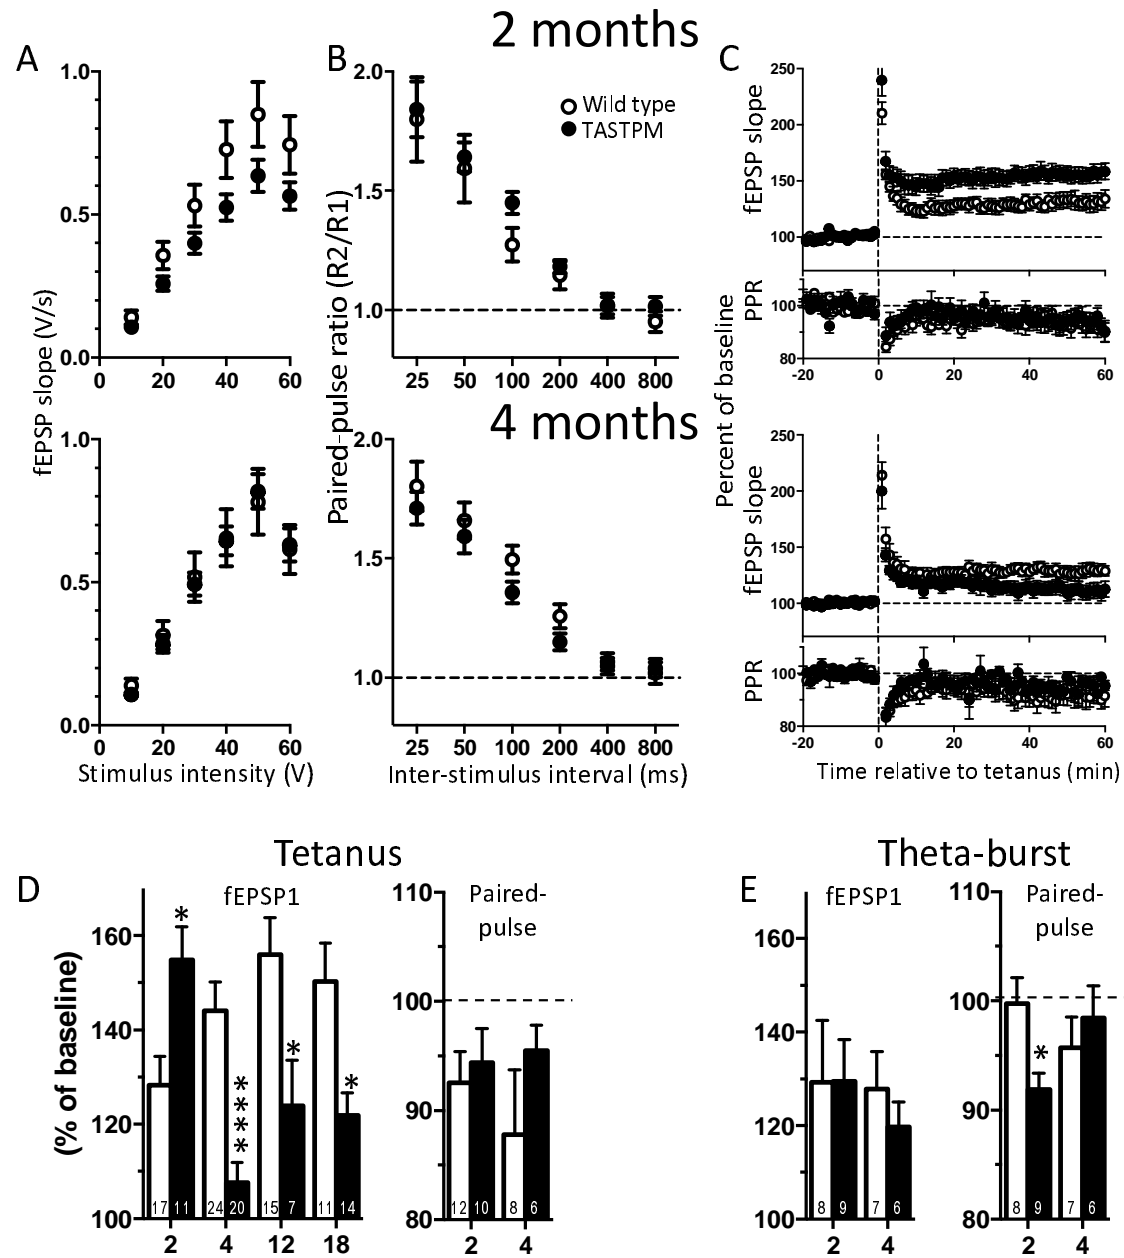 2 months
A
B
C
fEPSP slope (V/s)
1.0
0.5
0.0
0
20
40
60
Paired-pulse ratio (R2/R1)
2.0
1.5
1.0
Wild type
TASTPM
25
50
100
200
400
800
Percent of baseline
fEPSP slope
250
200
150
100
PPR
100
80
-20
0
20
40
60
4 months
1.0
0.5
0.0
0
20
40
60
Stimulus intensity (V)
2.0
1.5
1.0
25
50
100
200
400
800
Inter-stimulus interval (ms)
fEPSP slope
250
200
150
100
PPR
100
80
-20
0
20
40
60
Time relative to tetanus (min)
Tetanus
D
(% of baseline)
fEPSP1
160
140
120
100
*
****
*
*
17 11 24 20 15 7 11 14
2 4 12 18
Paired-
pulse
110
100
90
80
12 10 8 6
2 4
Theta-burst
E
fEPSP1
160
140
120
100
8 9 7 6
2 4
Paired-
pulse
110
100
90
80
*
8 9 7 6
2 4